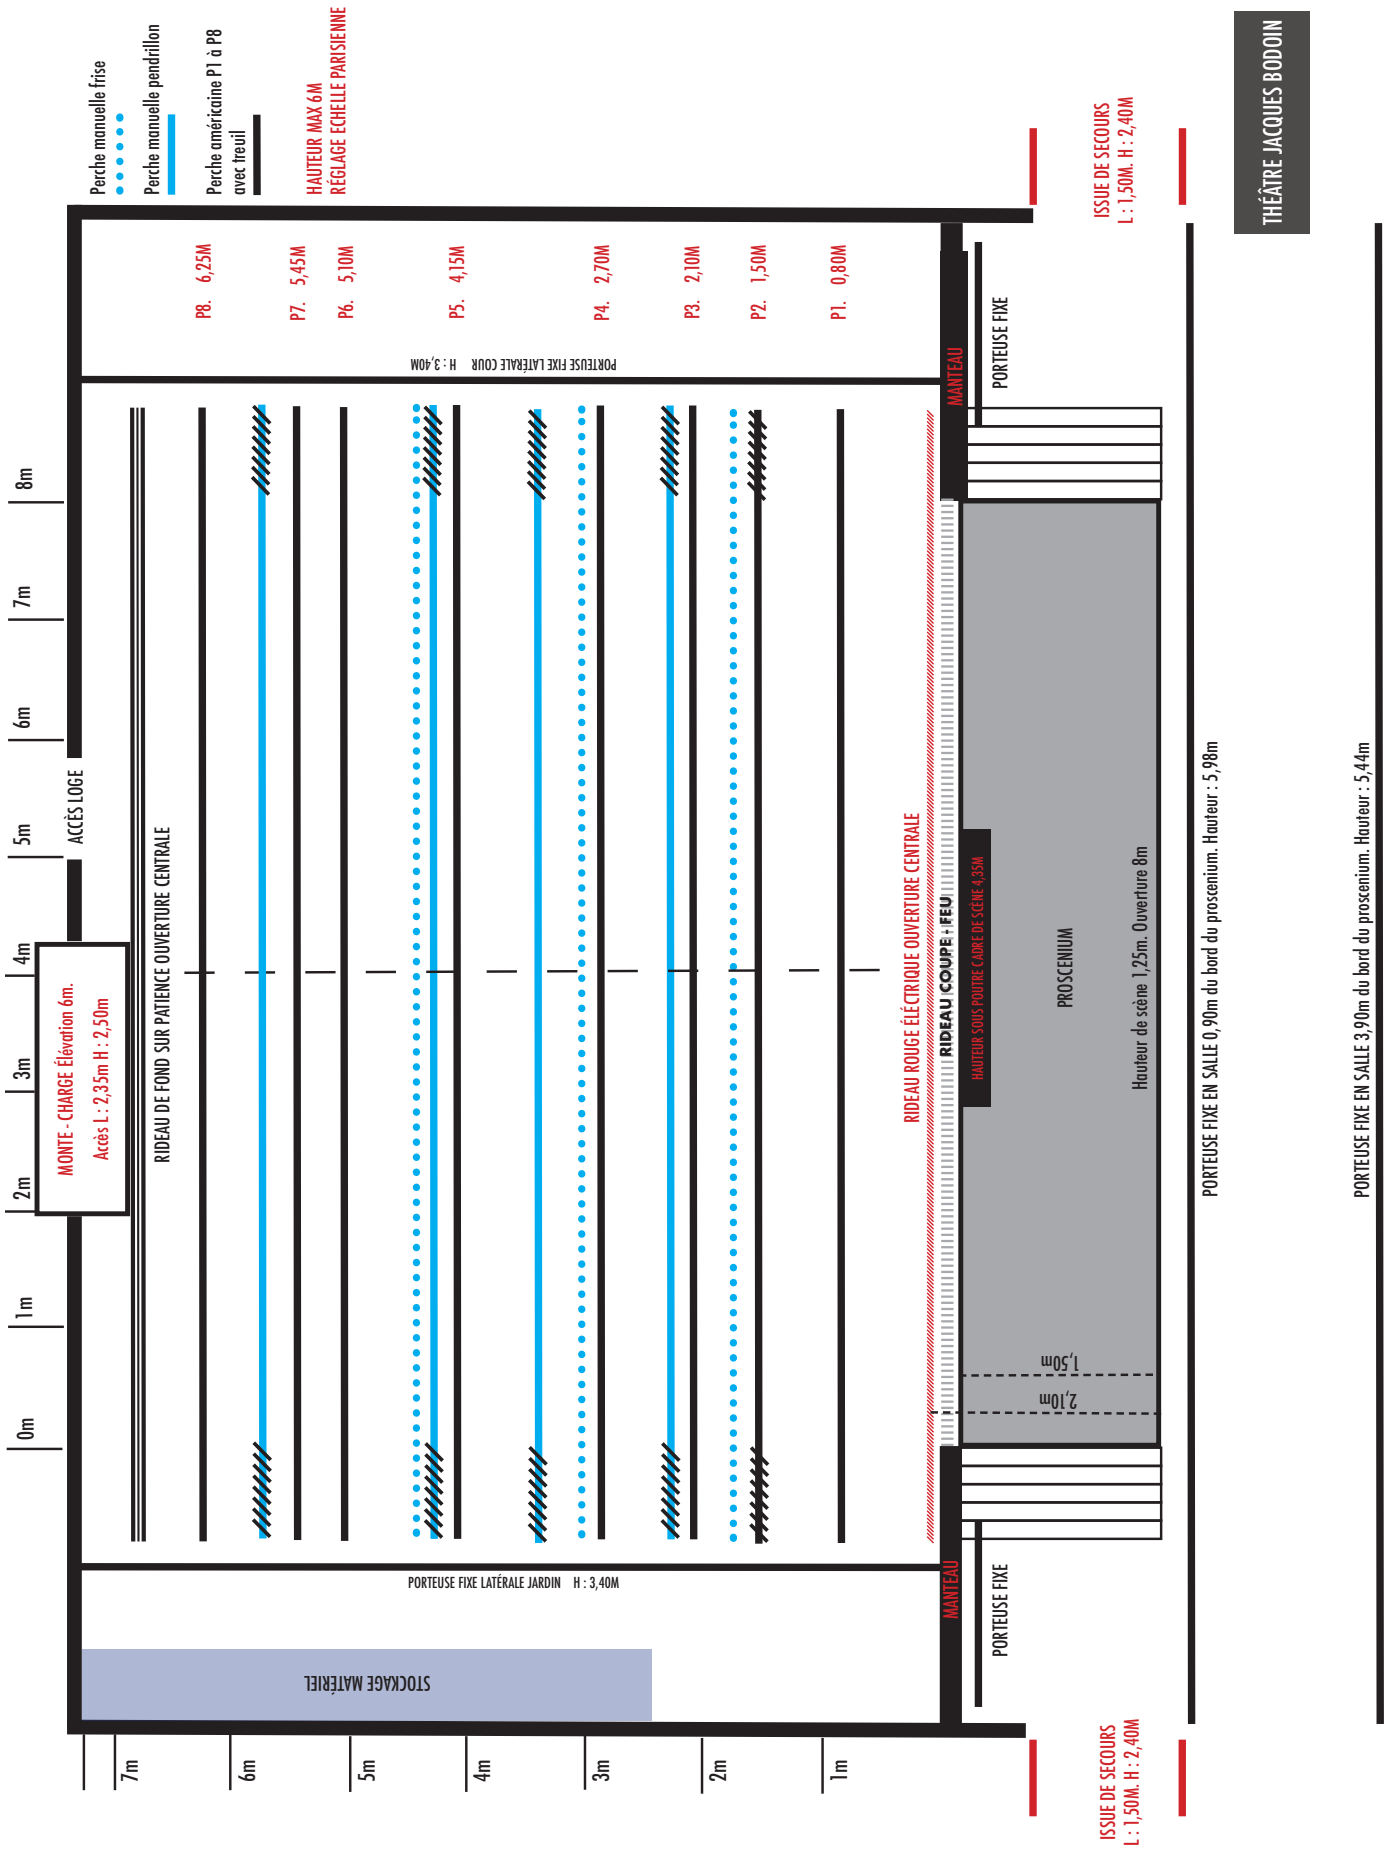 THÉÂTRE JACQUES BODOIN
Perche manuelle frise
Perche manuelle pendrillon
Perche américaine P1 à P8
avec treuil
HAUTEUR MAX 6M
RÉGLAGE ECHELLE PARISIENNE
0m
1m
2m
3m
4m
5m
6m
7m
8m
MONTE - CHARGE Élévation 6m.
Accès L : 2,35m H : 2,50m
ACCÈS LOGE
RIDEAU DE FOND SUR PATIENCE OUVERTURE CENTRALE
P8. 6,25M
P7. 5,45M
P6. 5,10M
P5. 4,15M
P4. 2,70M
P3. 2,10M
P2. 1,50M
P1. 0,80M
PORTEUSE FIXE LATÉRALE COUR H : 3,40M
PORTEUSE FIXE LATÉRALE JARDIN H : 3,40M
STOCKAGE MATÉRIEL
7m
6m
5m
4m
3m
2m
1m
RIDEAU ROUGE ÉLÉCTRIQUE OUVERTURE CENTRALE
RIDEAU COUPE - FEU
MANTEAU
MANTEAU
HAUTEUR SOUS POUTRE CADRE DE SCÈNE 4,35M
PORTEUSE FIXE
PORTEUSE FIXE
PROSCENIUM
1,50m
2,10m
Hauteur de scène 1,25m. Ouverture 8m
ISSUE DE SECOURS
L : 1,50M. H : 2,40M
ISSUE DE SECOURS
L : 1,50M. H : 2,40M
PORTEUSE FIXE EN SALLE 0,90m du bord du proscenium. Hauteur : 5,98m
PORTEUSE FIXE EN SALLE 3,90m du bord du proscenium. Hauteur : 5,44m